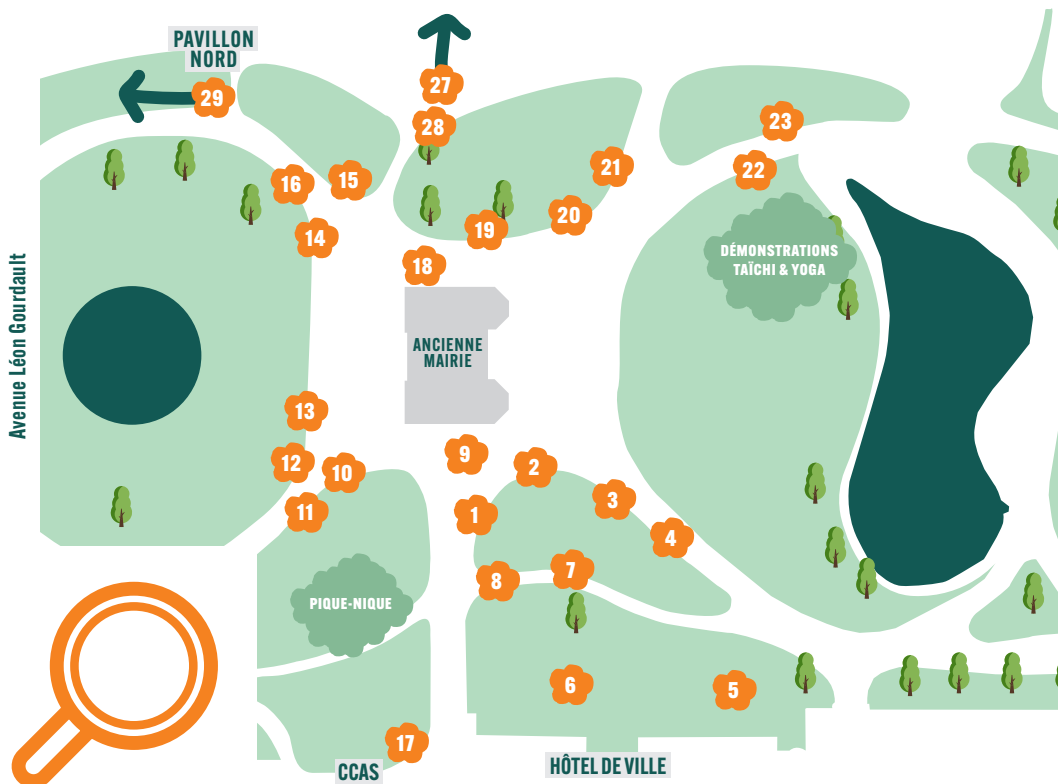 PAVILLON
NORD
27
29
28
23
21
22
16
15
20
19
14
18
DÉMONSTRATIONS
TAÏCHI & YOGA
Avenue Léon Gourdault
ANCIENNE
MAIRIE
13
9
12
10
2
3
11
1
4
7
8
PIQUE-NIQUE
6
5
17
CCAS
HÔTEL DE VILLE